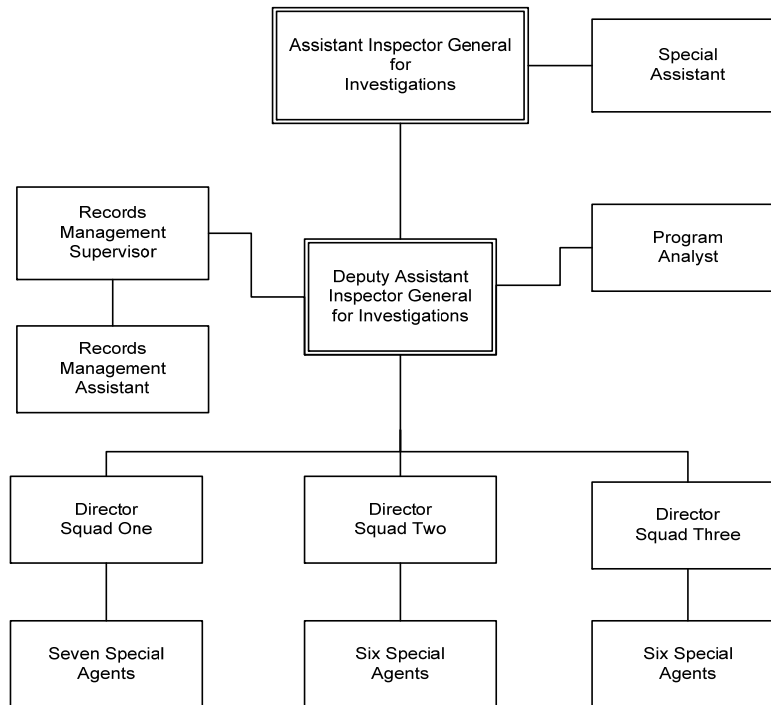 Assistant Inspector General
for
Investigations
Special
Assistant
Records
Management
Supervisor
Deputy Assistant
Inspector General
for Investigations
Program
Analyst
Records
Management
Assistant
Director
Squad One
Director
Squad Two
Director
Squad Three
Seven Special
Agents
Six Special
Agents
Six Special
Agents